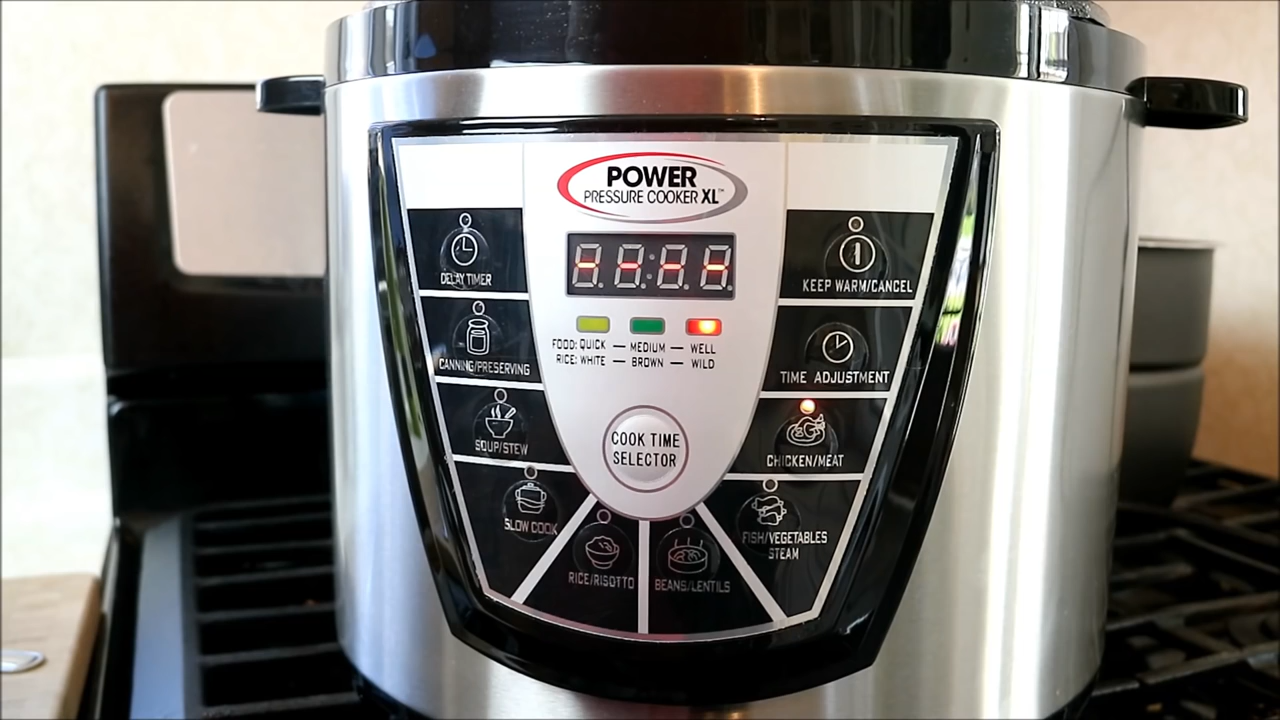 POWER
PRESSURE COOKER XL™
DELAY TIMER
KEEP WARM/CANCEL
FOOD: QUICK — MEDIUM — WELL
RICE: WHITE — BROWN — WILD
CANNING/PRESERVING
TIME ADJUSTMENT
COOK TIME
SELECTOR
SOUP/STEW
CHICKEN/MEAT
SLOW COOK
FISH/VEGETABLES
STEAM
RICE/RISOTTO
BEANS/LENTILS